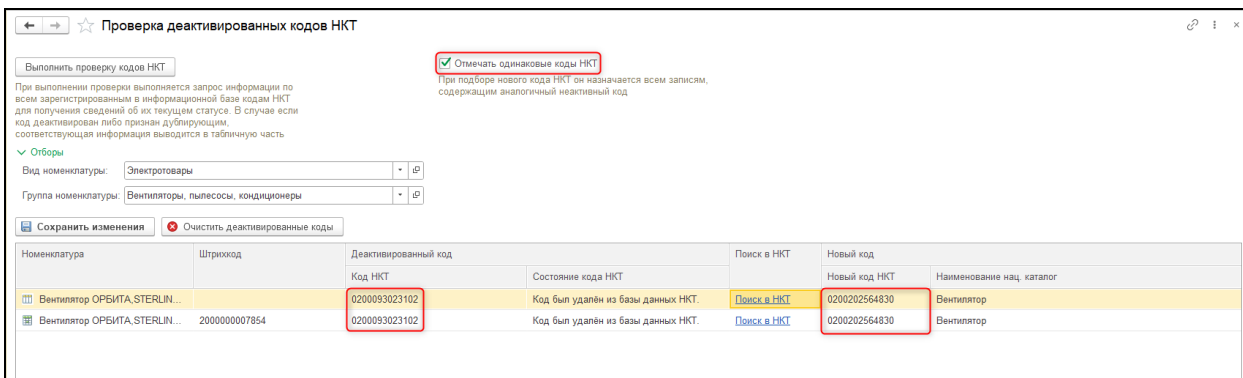 Проверка деактивированных кодов НКТ
Выполнить проверку кодов НКТ
Отмечать одинаковые коды НКТ
При подборе нового кода НКТ он назначается всем записям,
содержащим аналогичный неактивный код
При выполнении проверки выполняется запрос информации по
всем зарегистрированным в информационной базе кодам НКТ
для получения сведений об их текущем статусе. В случае если
код деактивирован либо признан дублирующим,
соответствующая информация выводится в табличную часть
Отборы
Вид номенклатуры: Электротовары
Группа номенклатуры: Вентиляторы, пылесосы, кондиционеры
Сохранить изменения Очистить деактивированные коды
Номенклатура Штрихкод Деактивированный код Поиск в НКТ Новый код
Код НКТ Состояние кода НКТ Новый код НКТ Наименование нац. каталог
Вентилятор ОРБИТА,STERLIN... 0200093023102 Код был удалён из базы данных НКТ. Поиск в НКТ 0200202564830 Вентилятор
Вентилятор ОРБИТА,STERLIN... 2000000007854 0200093023102 Код был удалён из базы данных НКТ. Поиск в НКТ 0200202564830 Вентилятор